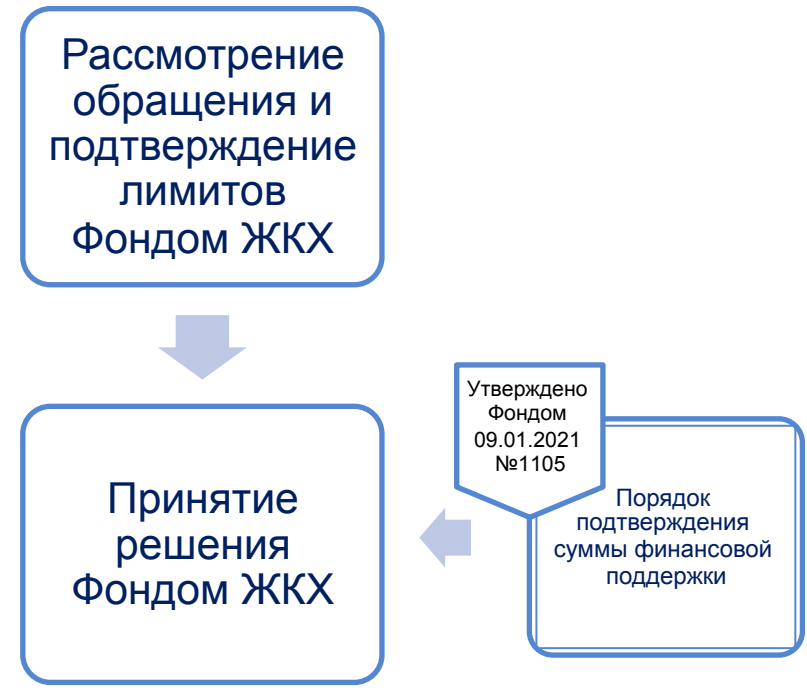 Рассмотрение
обращения и
подтверждение
лимитов
Фондом ЖКХ
Принятие
решения
Фондом ЖКХ
Утверждено
Фондом
09.01.2021
№1105
Порядок
подтверждения
суммы финансовой
поддержки